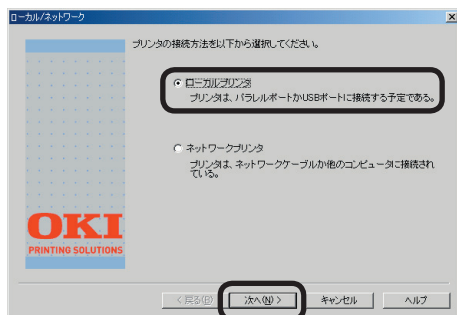 ローカル/ネットワーク
プリンタの接続方法を以下から選択してください。
ローカルプリンタ
プリンタは、パラレルポートかUSBポートに接続する予定である。
ネットワークプリンタ
プリンタは、ネットワークケーブルか他のコンピュータに接続され
ている。
OKI
PRINTING SOLUTIONS
< 戻る(B)
次へ(N) >
キャンセル
ヘルプ